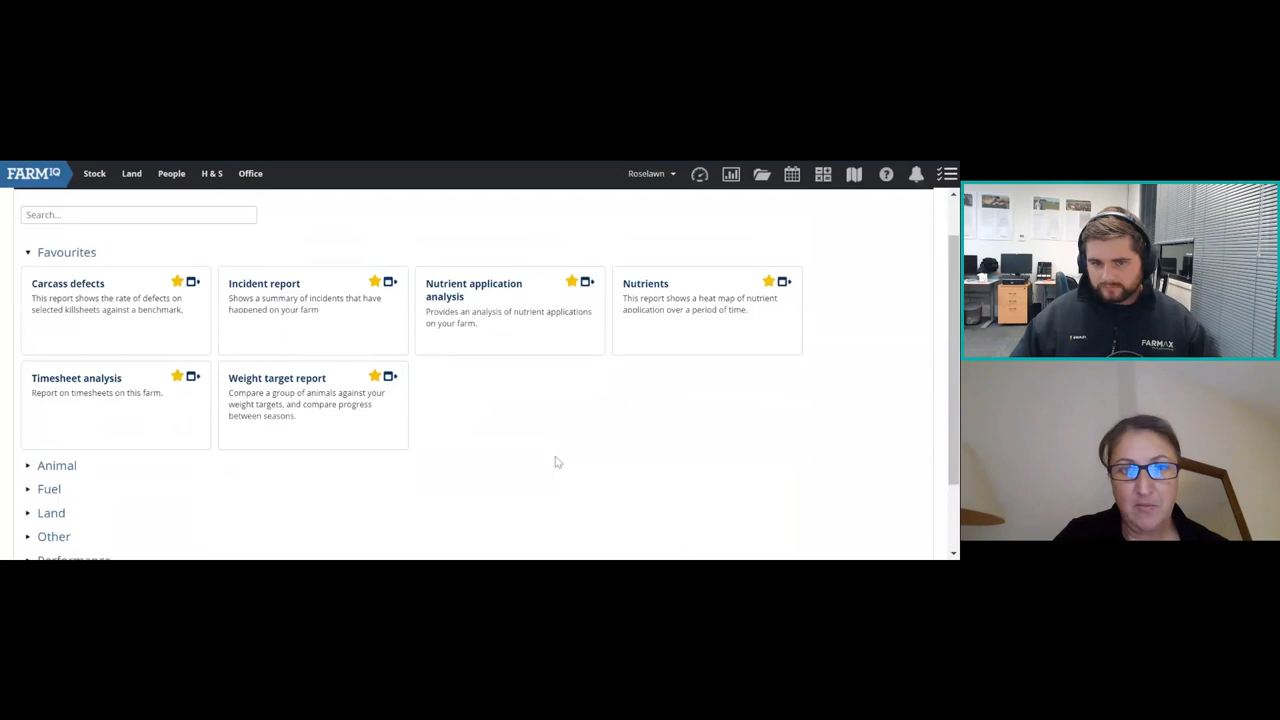 FARMIQ Stock Land People H & S Office Roselawn
Search...
Favourites
Carcass defects
This report shows the rate of defects on
selected killsheets against a benchmark.
Incident report
Shows a summary of incidents that have
happened on your farm
Nutrient application
analysis
Provides an analysis of nutrient applications
on your farm.
Nutrients
This report shows a heat map of nutrient
application over a period of time.
Timesheet analysis
Report on timesheets on this farm.
Weight target report
Compare a group of animals against your
weight targets, and compare progress
between seasons.
Animal
Fuel
Land
Other
Performance
FARMAX